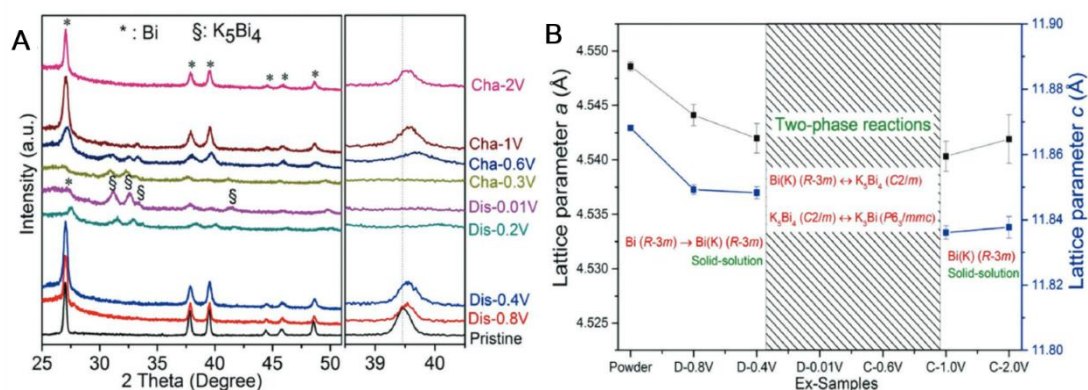 A
* : Bi
§: K₅Bi₄
*
*
*
*
*
*
Cha-2V
Cha-1V
Cha-0.6V
Cha-0.3V
Dis-0.01V
Dis-0.2V
Dis-0.4V
Dis-0.8V
Pristine
*
§
§
§
§
Intensity (a.u.)
25 30 35 40 45 50 39 40
2 Theta (Degree)
B
4.550
4.545
4.540
4.535
4.530
4.525
Lattice parameter a (Å)
11.90
11.88
11.86
11.84
11.82
11.80
Lattice parameter c (Å)
Two-phase reactions
Bi(K) (R-3m) ↔ K₅Bi₄ (C2/m)
K₅Bi₄ (C2/m) ↔ K₃Bi (P6₃/mmc)
Bi (R-3m) → Bi(K) (R-3m)
Solid-solution
Bi(K) (R-3m)
Solid-solution
Powder D-0.8V D-0.4V D-0.01V C-0.6V C-1.0V C-2.0V
Ex-Samples